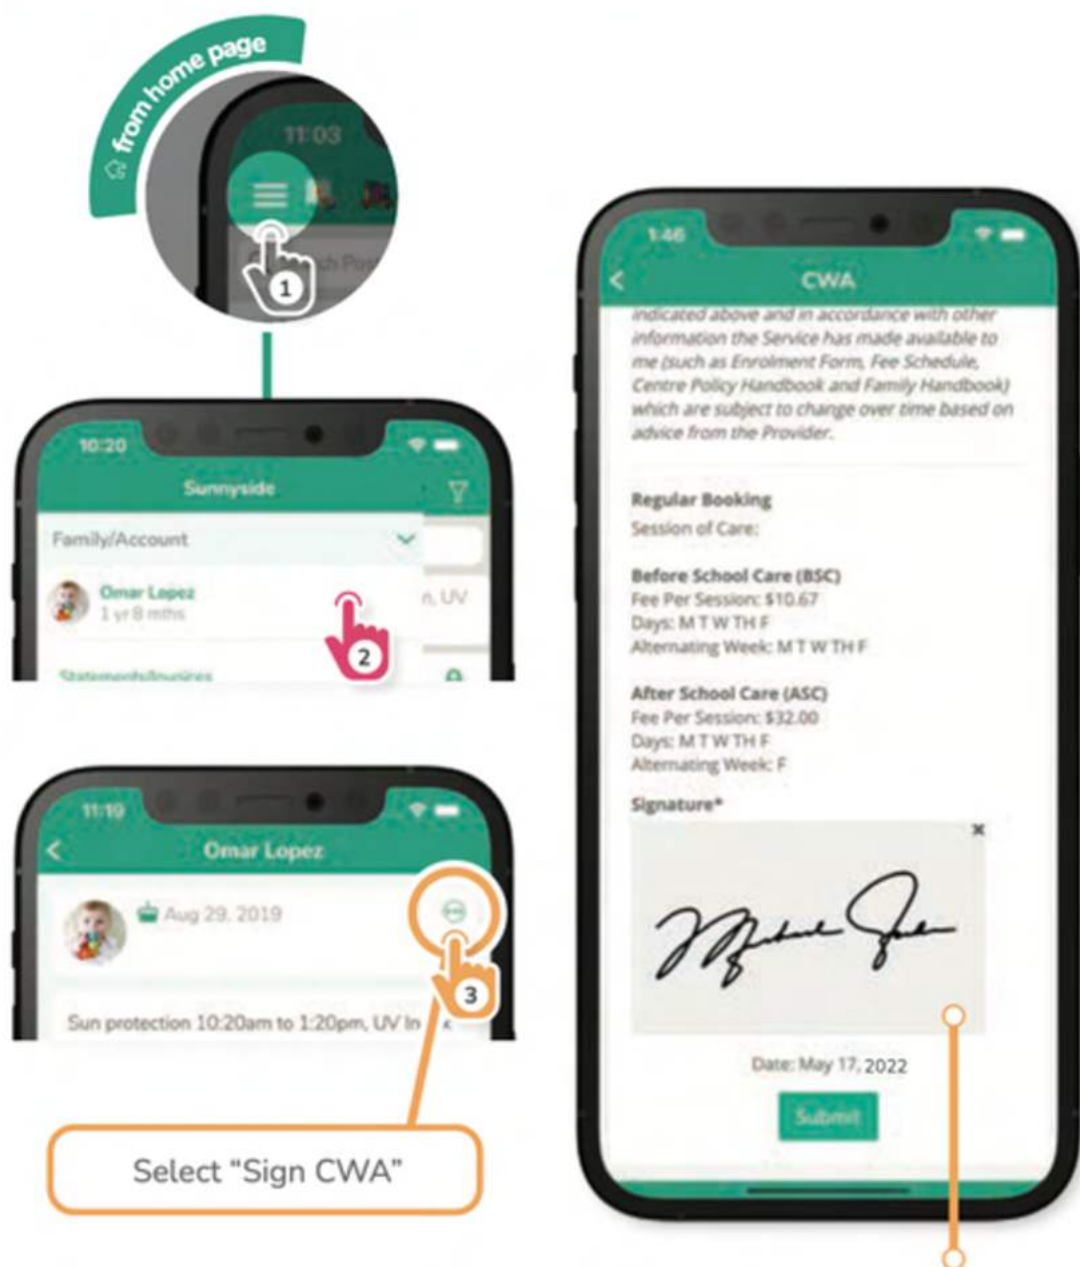 from home page
11:03
1
10:20
Sunnyside
Family/Account
Omar Lopez
1 yr 8 mths
n, UV
2
Statements/Invoices
11:19
Omar Lopez
Aug 29, 2019
3
Sun protection 10:20am to 1:20pm, UV In
Select "Sign CWA"
1:46
CWA
indicated above and in accordance with other
information the Service has made available to
me (such as Enrolment Form, Fee Schedule,
Centre Policy Handbook and Family Handbook)
which are subject to change over time based on
advice from the Provider.
Regular Booking
Session of Care:
Before School Care (BSC)
Fee Per Session: $10.67
Days: M T W TH F
Alternating Week: M T W TH F
After School Care (ASC)
Fee Per Session: $32.00
Days: M T W TH F
Alternating Week: F
Signature*
Date: May 17, 2022
Submit